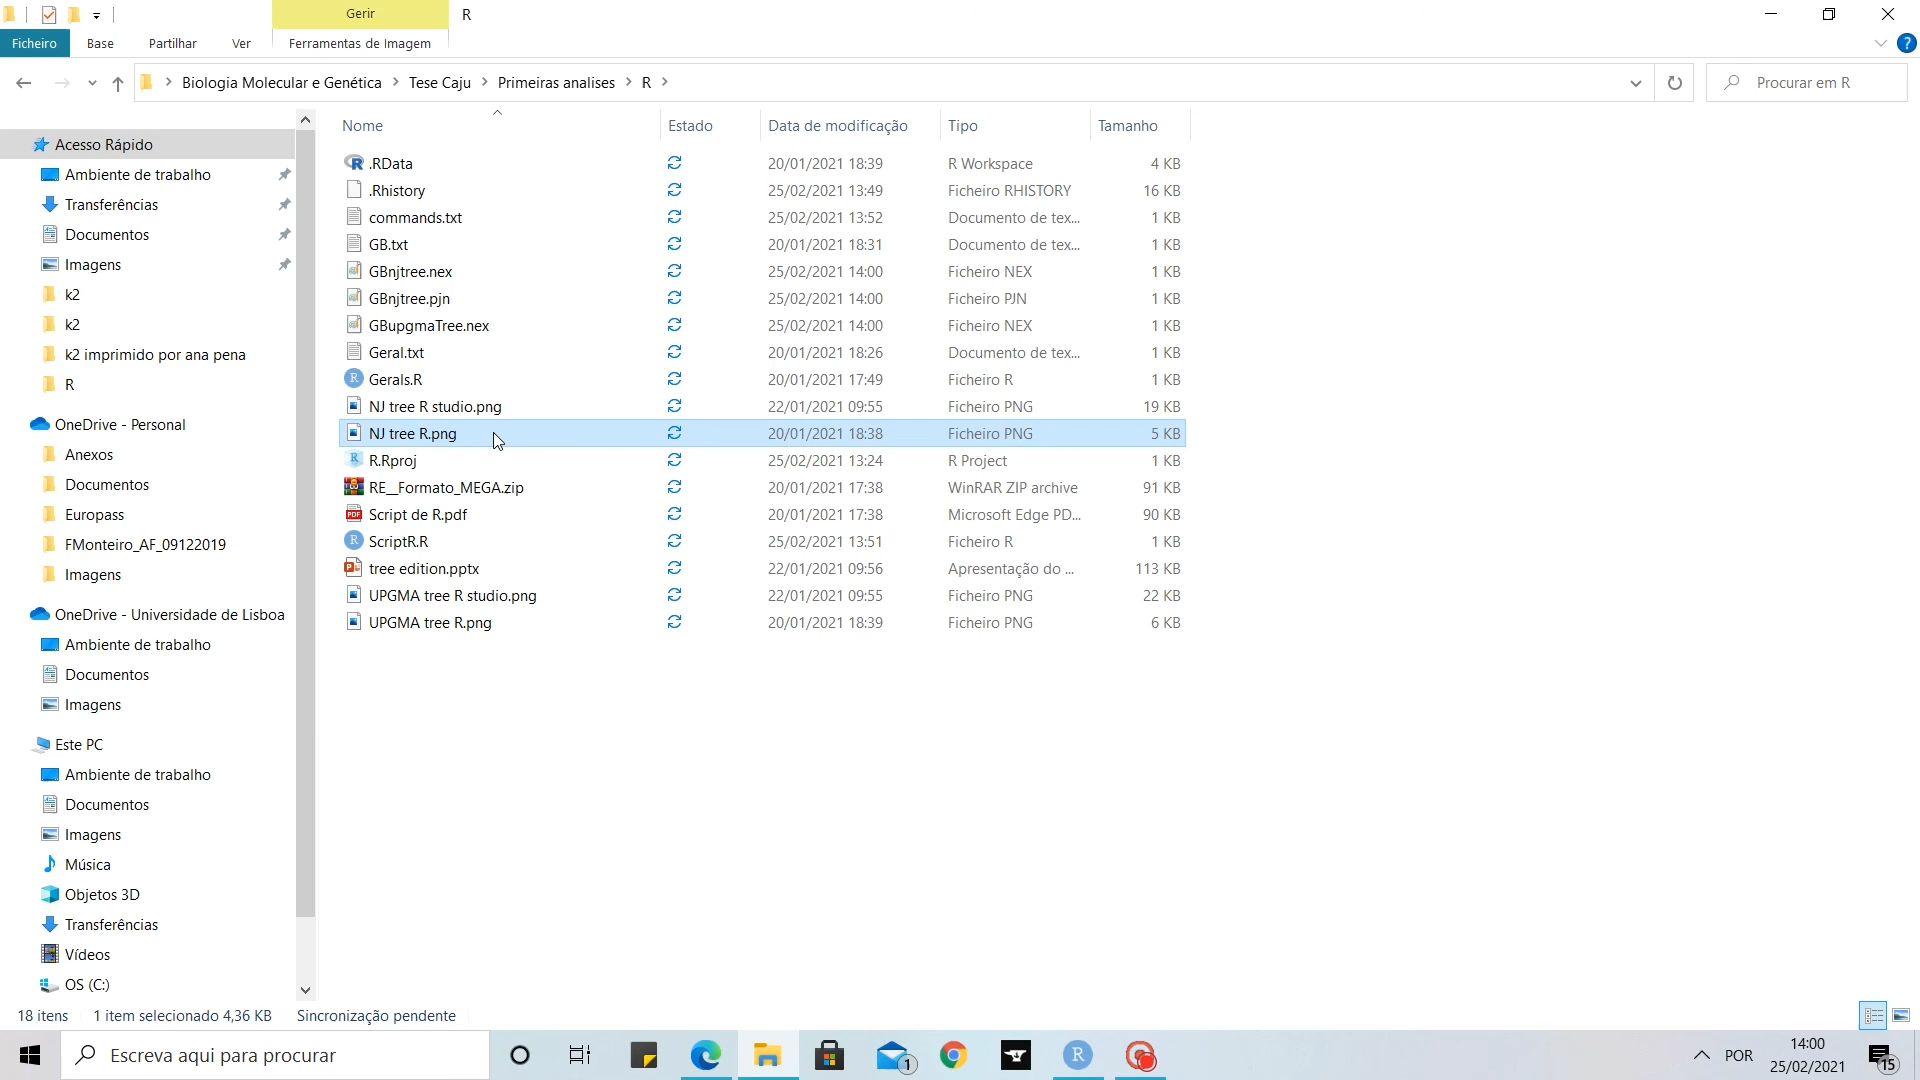 Gerir
R
Ficheiro
Base
Partilhar
Ver
Ferramentas de Imagem
?
Biologia Molecular e Genética > Tese Caju > Primeiras analises > R >
Procurar em R
Nome Estado Data de modificação Tipo Tamanho
.RData 20/01/2021 18:39 R Workspace 4 KB
.Rhistory 25/02/2021 13:49 Ficheiro RHISTORY 16 KB
commands.txt 25/02/2021 13:52 Documento de tex... 1 KB
GB.txt 20/01/2021 18:31 Documento de tex... 1 KB
GBnjtree.nex 25/02/2021 14:00 Ficheiro NEX 1 KB
GBnjtree.pjn 25/02/2021 14:00 Ficheiro PJN 1 KB
GBupgmaTree.nex 25/02/2021 14:00 Ficheiro NEX 1 KB
Geral.txt 20/01/2021 18:26 Documento de tex... 1 KB
Gerals.R 20/01/2021 17:49 Ficheiro R 1 KB
NJ tree R studio.png 22/01/2021 09:55 Ficheiro PNG 19 KB
NJ tree R.png 20/01/2021 18:38 Ficheiro PNG 5 KB
R.Rproj 25/02/2021 13:24 R Project 1 KB
RE__Formato_MEGA.zip 20/01/2021 17:38 WinRAR ZIP archive 91 KB
Script de R.pdf 20/01/2021 17:38 Microsoft Edge PD... 90 KB
ScriptR.R 25/02/2021 13:51 Ficheiro R 1 KB
tree edition.pptx 22/01/2021 09:56 Apresentação do ... 113 KB
UPGMA tree R studio.png 22/01/2021 09:55 Ficheiro PNG 22 KB
UPGMA tree R.png 20/01/2021 18:39 Ficheiro PNG 6 KB
Acesso Rápido
Ambiente de trabalho
Transferências
Documentos
Imagens
k2
k2
k2 imprimido por ana pena
R
OneDrive - Personal
Anexos
Documentos
Europass
FMonteiro_AF_09122019
Imagens
OneDrive - Universidade de Lisboa
Ambiente de trabalho
Documentos
Imagens
Este PC
Ambiente de trabalho
Documentos
Imagens
Música
Objetos 3D
Transferências
Vídeos
OS (C:)
18 itens 1 item selecionado 4,36 KB Sincronização pendente
Escreva aqui para procurar
1
R
POR
14:00
25/02/2021
15